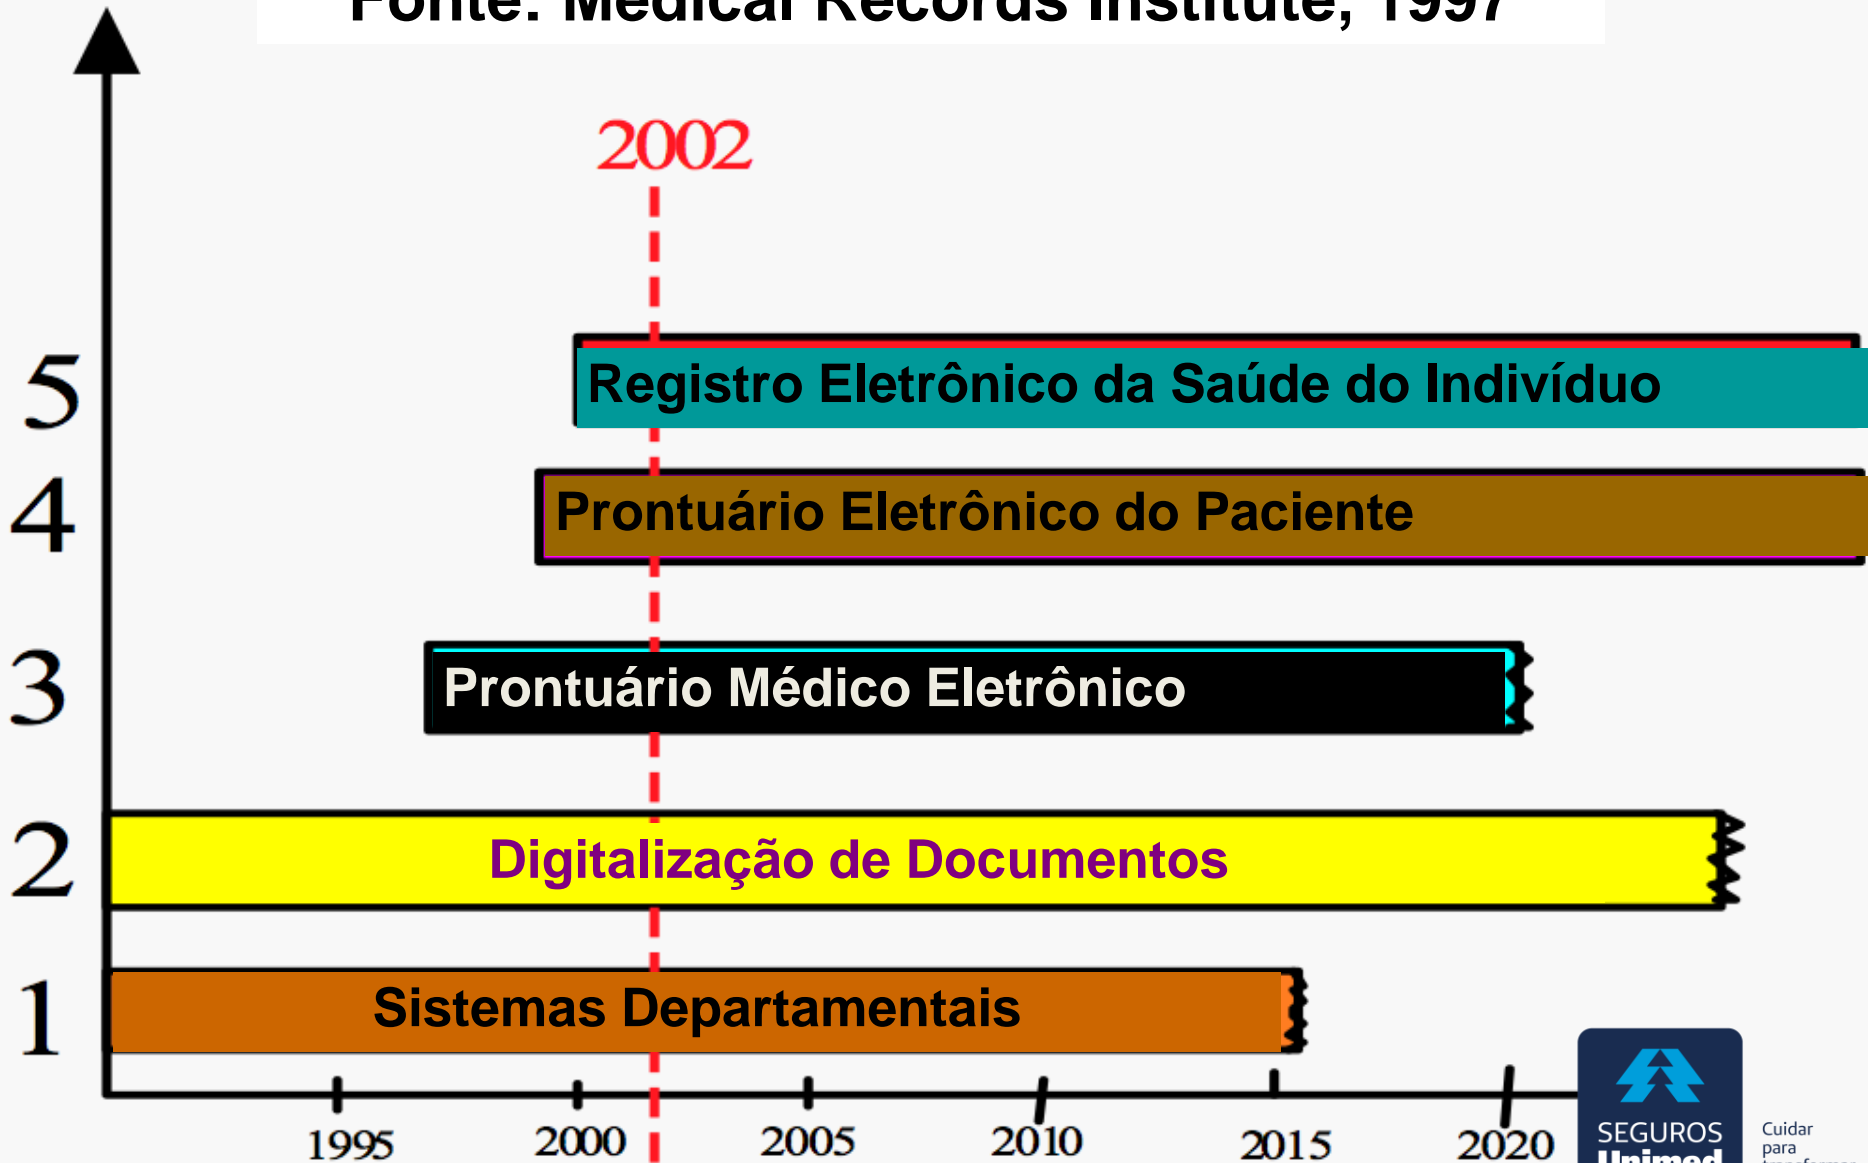 Fonte: Medical Records Institute, 1997
2002
5
Registro Eletrônico da Saúde do Indivíduo
4
Prontuário Eletrônico do Paciente
3
Prontuário Médico Eletrônico
2
Digitalização de Documentos
1
Sistemas Departamentais
1995 2000 2005 2010 2015 2020
SEGUROS
Unimed
Cuidar
para
transformar